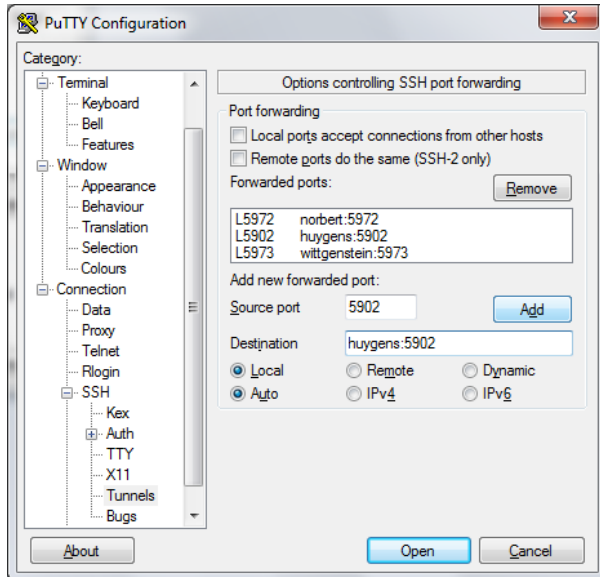 PuTTY Configuration
Category:
Terminal
Keyboard
Bell
Features
Window
Appearance
Behaviour
Translation
Selection
Colours
Connection
Data
Proxy
Telnet
Rlogin
SSH
Kex
Auth
TTY
X11
Tunnels
Bugs
Options controlling SSH port forwarding
Port forwarding
Local ports accept connections from other hosts
Remote ports do the same (SSH-2 only)
Forwarded ports:
Remove
L5972 norbert:5972
L5902 huygens:5902
L5973 wittgenstein:5973
Add new forwarded port:
Source port 5902 Add
Destination huygens:5902
Local Remote Dynamic
Auto IPv4 IPv6
About Open Cancel